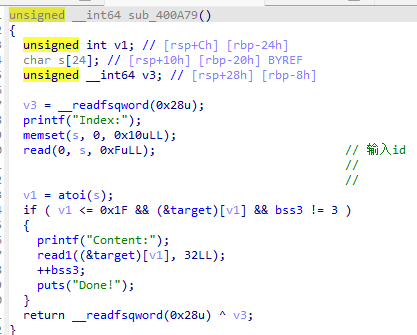 unsigned __int64 sub_400A79()
{
unsigned int v1; // [rsp+Ch] [rbp-24h]
char s[24]; // [rsp+10h] [rbp-20h] BYREF
unsigned __int64 v3; // [rsp+28h] [rbp-8h]
v3 = __readfsqword(0x28u);
printf("Index:");
memset(s, 0, 0x10uLL);
read(0, s, 0xFuLL); // 输入id
//
//
v1 = atoi(s);
if ( v1 <= 0x1F && (&target)[v1] && bss3 != 3 )
{
printf("Content:");
read1((&target)[v1], 32LL);
++bss3;
puts("Done!");
}
return __readfsqword(0x28u) ^ v3;
}